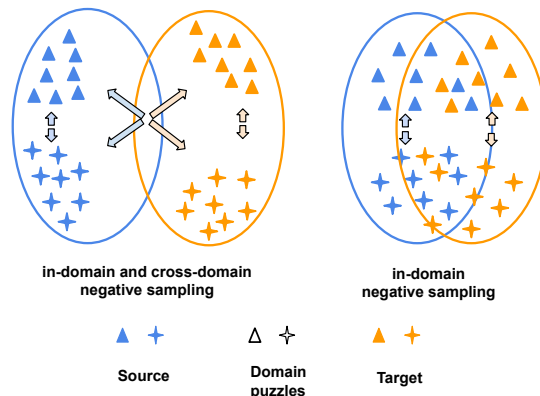 in-domain and cross-domain
negative sampling
in-domain
negative sampling
Source
Domain
puzzles
Target